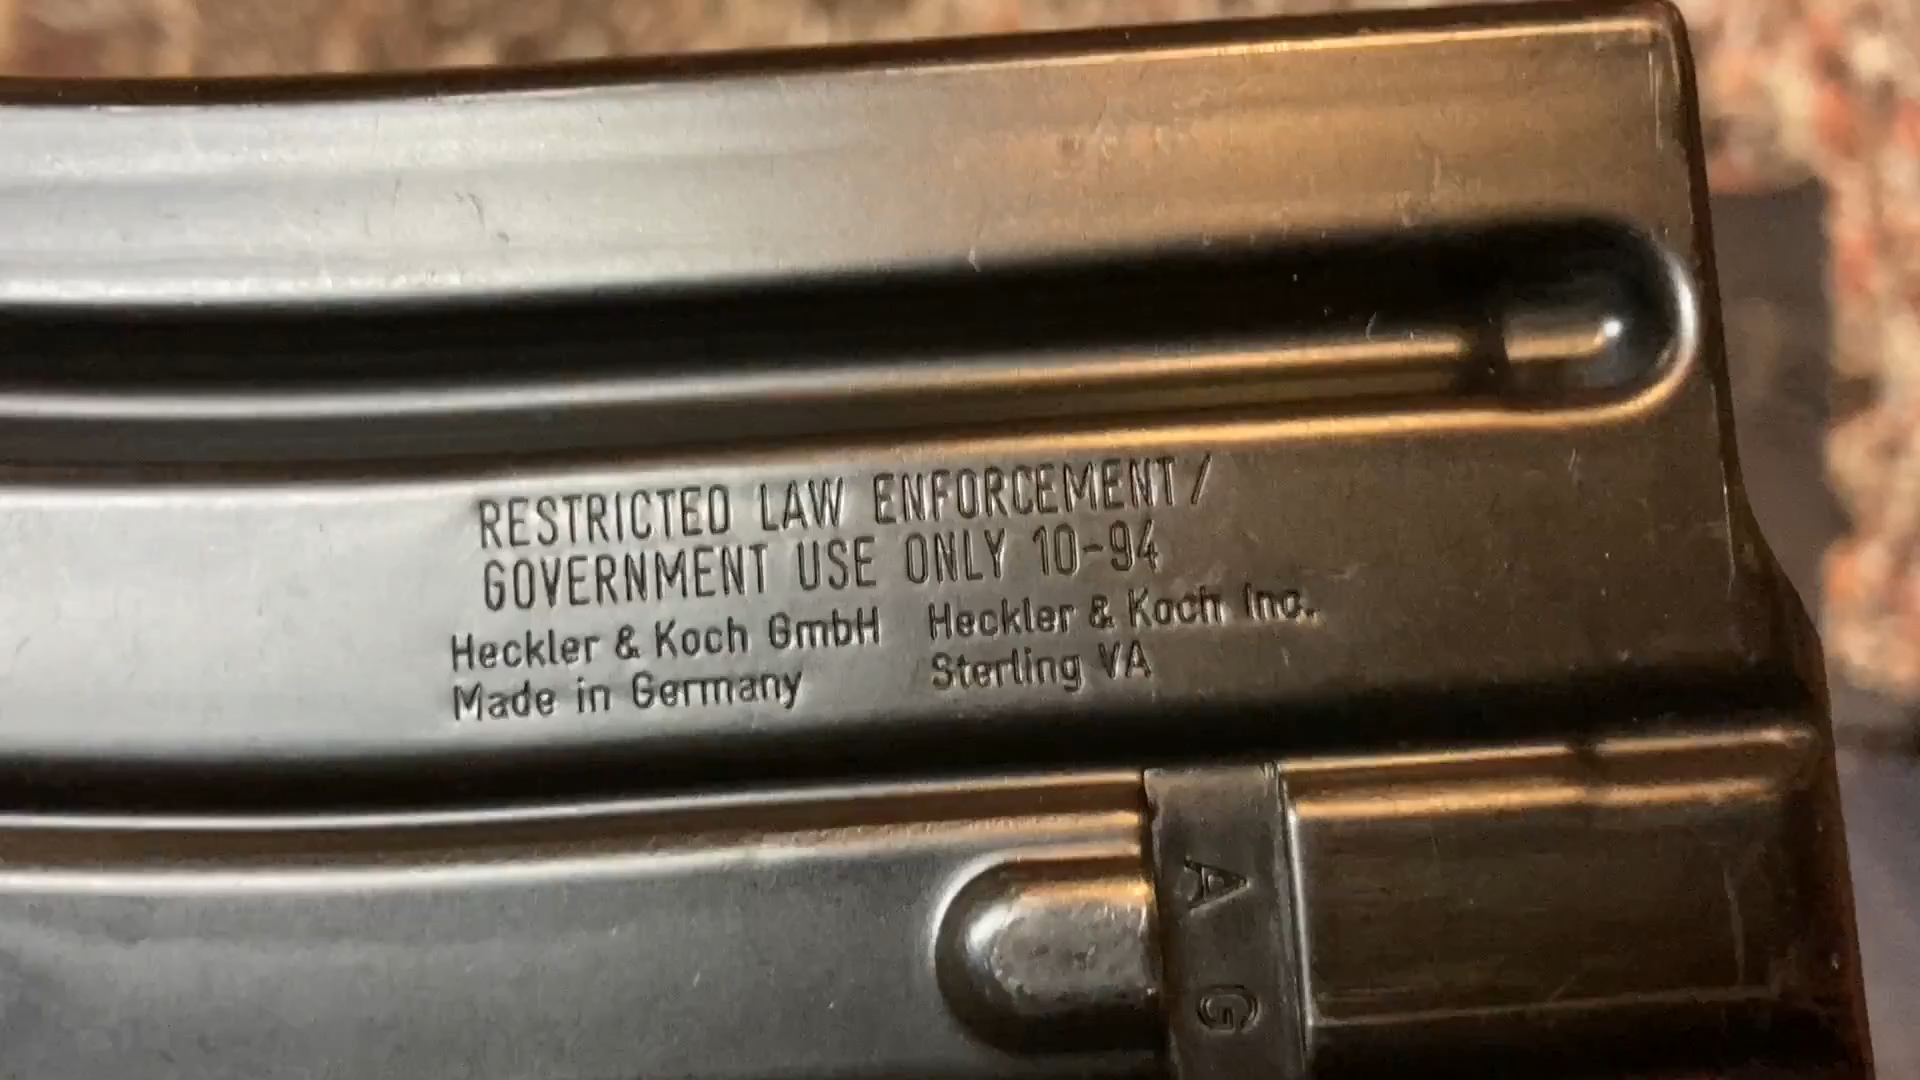 RESTRICTED LAW ENFORCEMENT/
GOVERNMENT USE ONLY 10-94
Heckler & Koch GmbH
Made in Germany
Heckler & Koch Inc.
Sterling VA
A G